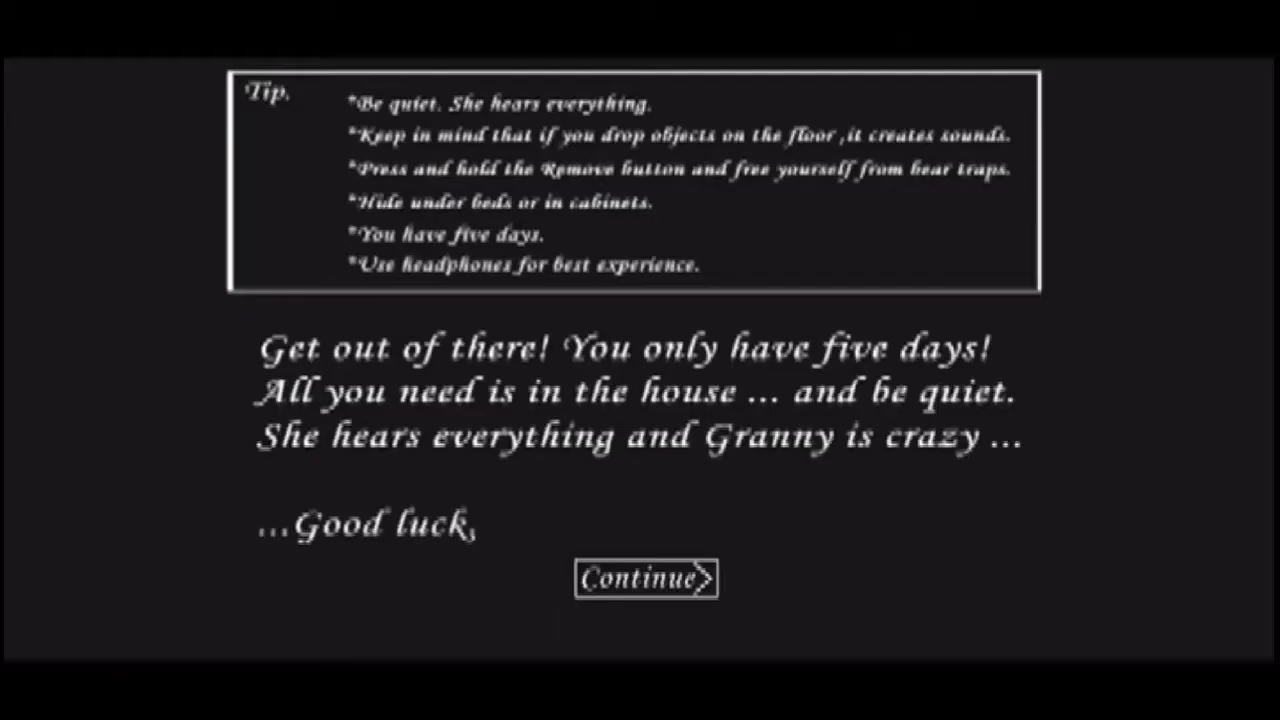 Tip.
*Be quiet. She hears everything.
*Keep in mind that if you drop objects on the floor ,it creates sounds.
*Press and hold the Remove button and free yourself from bear traps.
*Hide under beds or in cabinets.
*You have five days.
*Use headphones for best experience.
Get out of there! You only have five days!
All you need is in the house ... and be quiet.
She hears everything and Granny is crazy ...
...Good luck,
Continue>